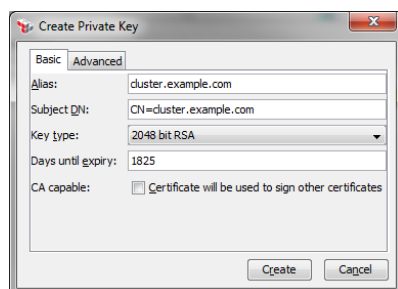 Create Private Key
Basic Advanced
Alias: cluster.example.com
Subject DN: CN=cluster.example.com
Key type: 2048 bit RSA
Days until expiry: 1825
CA capable: Certificate will be used to sign other certificates
Create Cancel